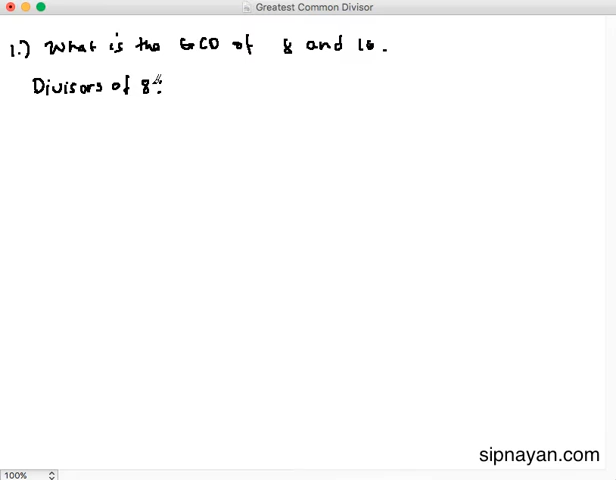 Greatest Common Divisor
1.) What is the GCD of 8 and 16.
Divisors of 8:
sipnayan.com
100%